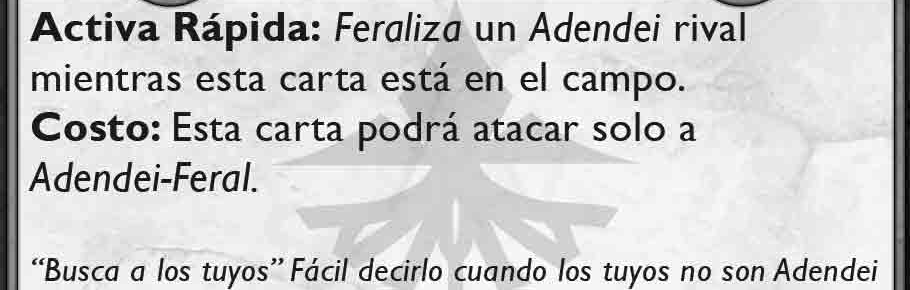 Activa Rápida: Feraliza un Adendei rival
mientras esta carta está en el campo.
Costo: Esta carta podrá atacar solo a
Adendei-Feral.
“Busca a los tuyos” Fácil decirlo cuando los tuyos no son Adendei